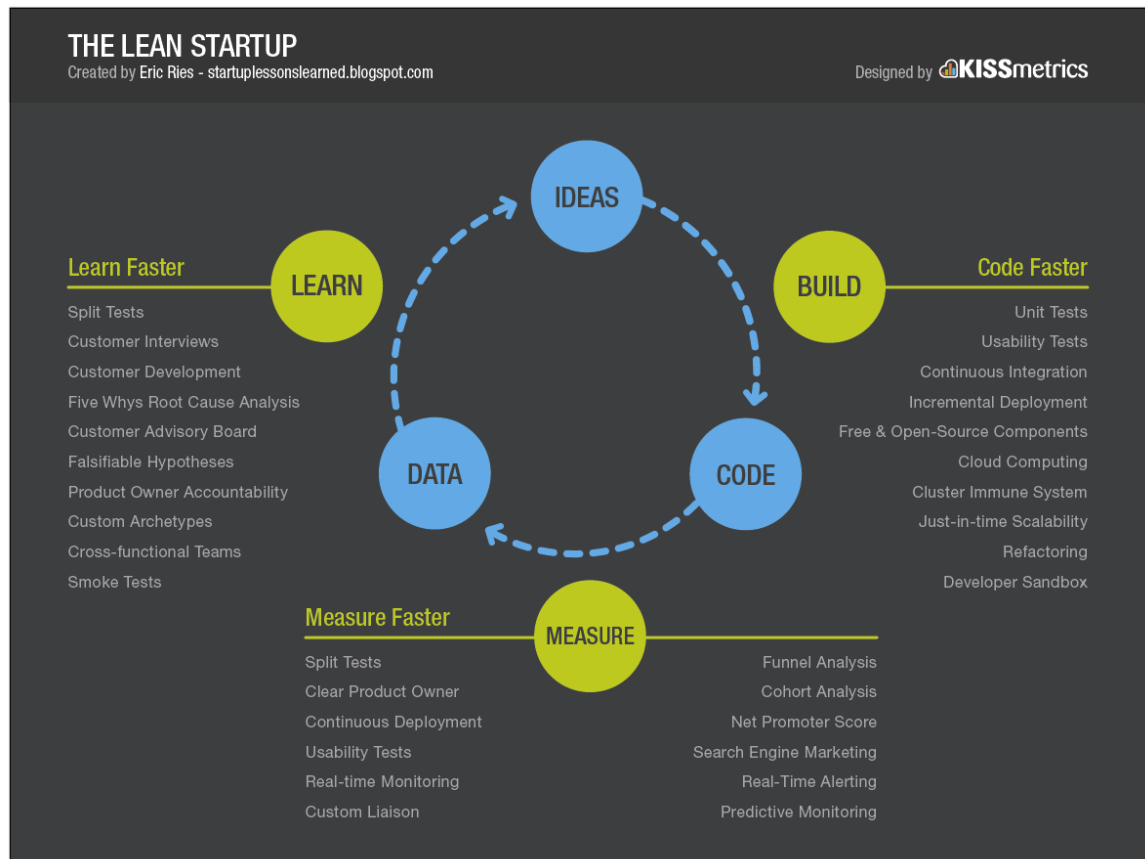 THE LEAN STARTUP
Created by Eric Ries - startuplessonslearned.blogspot.com
Designed by KISSmetrics
IDEAS
LEARN
BUILD
DATA
CODE
MEASURE
Learn Faster
Split Tests
Customer Interviews
Customer Development
Five Whys Root Cause Analysis
Customer Advisory Board
Falsifiable Hypotheses
Product Owner Accountability
Custom Archetypes
Cross-functional Teams
Smoke Tests
Code Faster
Unit Tests
Usability Tests
Continuous Integration
Incremental Deployment
Free & Open-Source Components
Cloud Computing
Cluster Immune System
Just-in-time Scalability
Refactoring
Developer Sandbox
Measure Faster
Split Tests
Clear Product Owner
Continuous Deployment
Usability Tests
Real-time Monitoring
Custom Liaison
Funnel Analysis
Cohort Analysis
Net Promoter Score
Search Engine Marketing
Real-Time Alerting
Predictive Monitoring